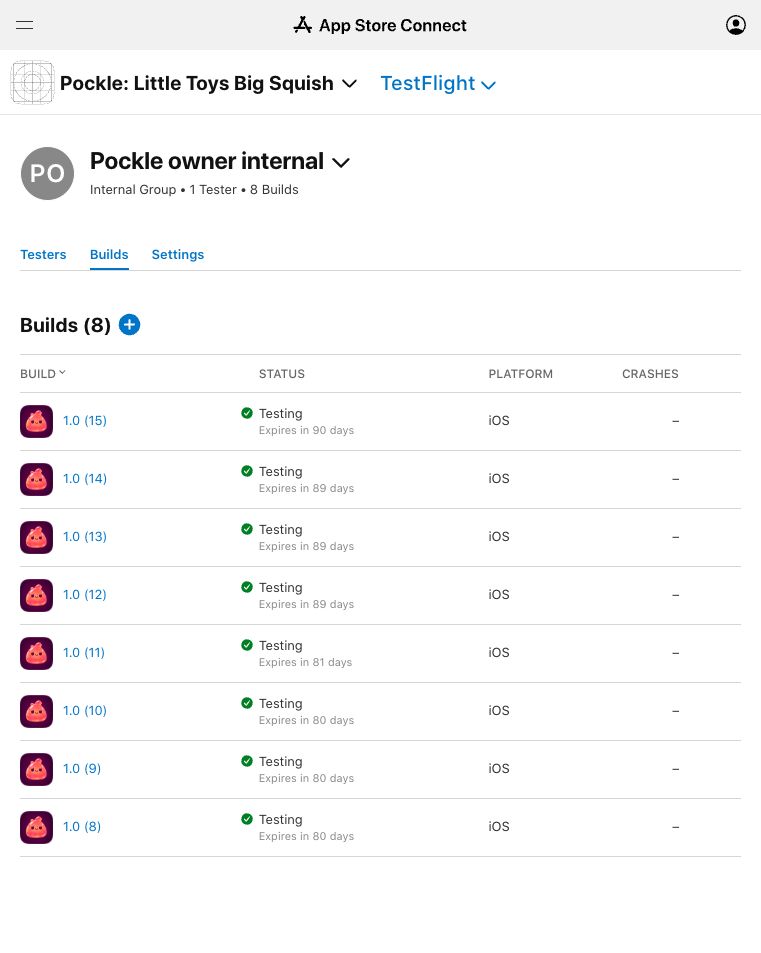 App Store Connect
Pockle: Little Toys Big Squish TestFlight
PO
Pockle owner internal
Internal Group • 1 Tester • 8 Builds
Testers Builds Settings
Builds (8)
BUILD STATUS PLATFORM CRASHES
1.0 (15) Testing iOS –
Expires in 90 days
1.0 (14) Testing iOS –
Expires in 89 days
1.0 (13) Testing iOS –
Expires in 89 days
1.0 (12) Testing iOS –
Expires in 89 days
1.0 (11) Testing iOS –
Expires in 81 days
1.0 (10) Testing iOS –
Expires in 80 days
1.0 (9) Testing iOS –
Expires in 80 days
1.0 (8) Testing iOS –
Expires in 80 days